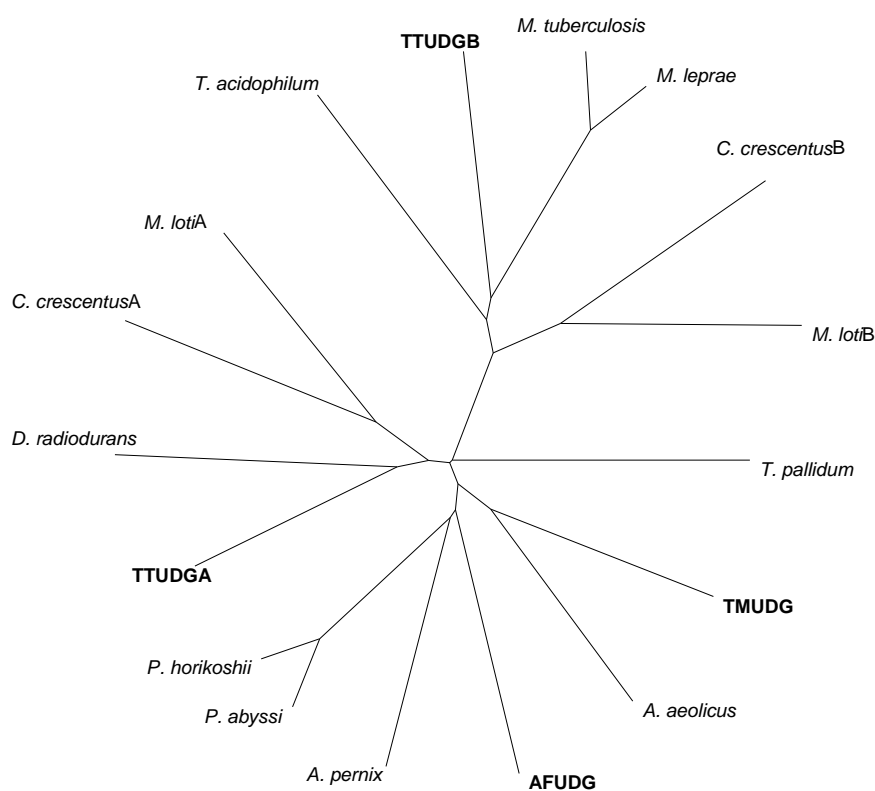 M. tuberculosis
TTUDGB
M. leprae
T. acidophilum
C. crescentusB
M. lotiA
C. crescentusA
M. lotiB
D. radiodurans
T. pallidum
TTUDGA
TMUDG
P. horikoshii
P. abyssi
A. aeolicus
A. pernix
AFUDG